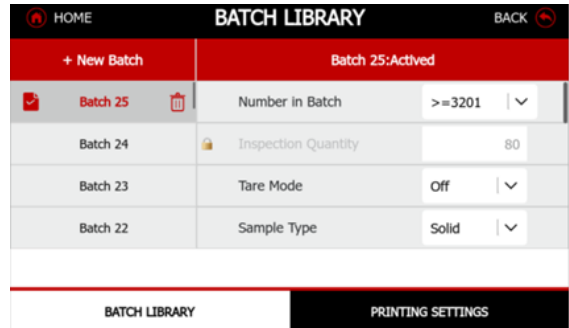 HOME BATCH LIBRARY BACK
+ New Batch Batch 25:Actived
Batch 25 Number in Batch >=3201
Batch 24 Inspection Quantity 80
Batch 23 Tare Mode Off
Batch 22 Sample Type Solid
BATCH LIBRARY PRINTING SETTINGS